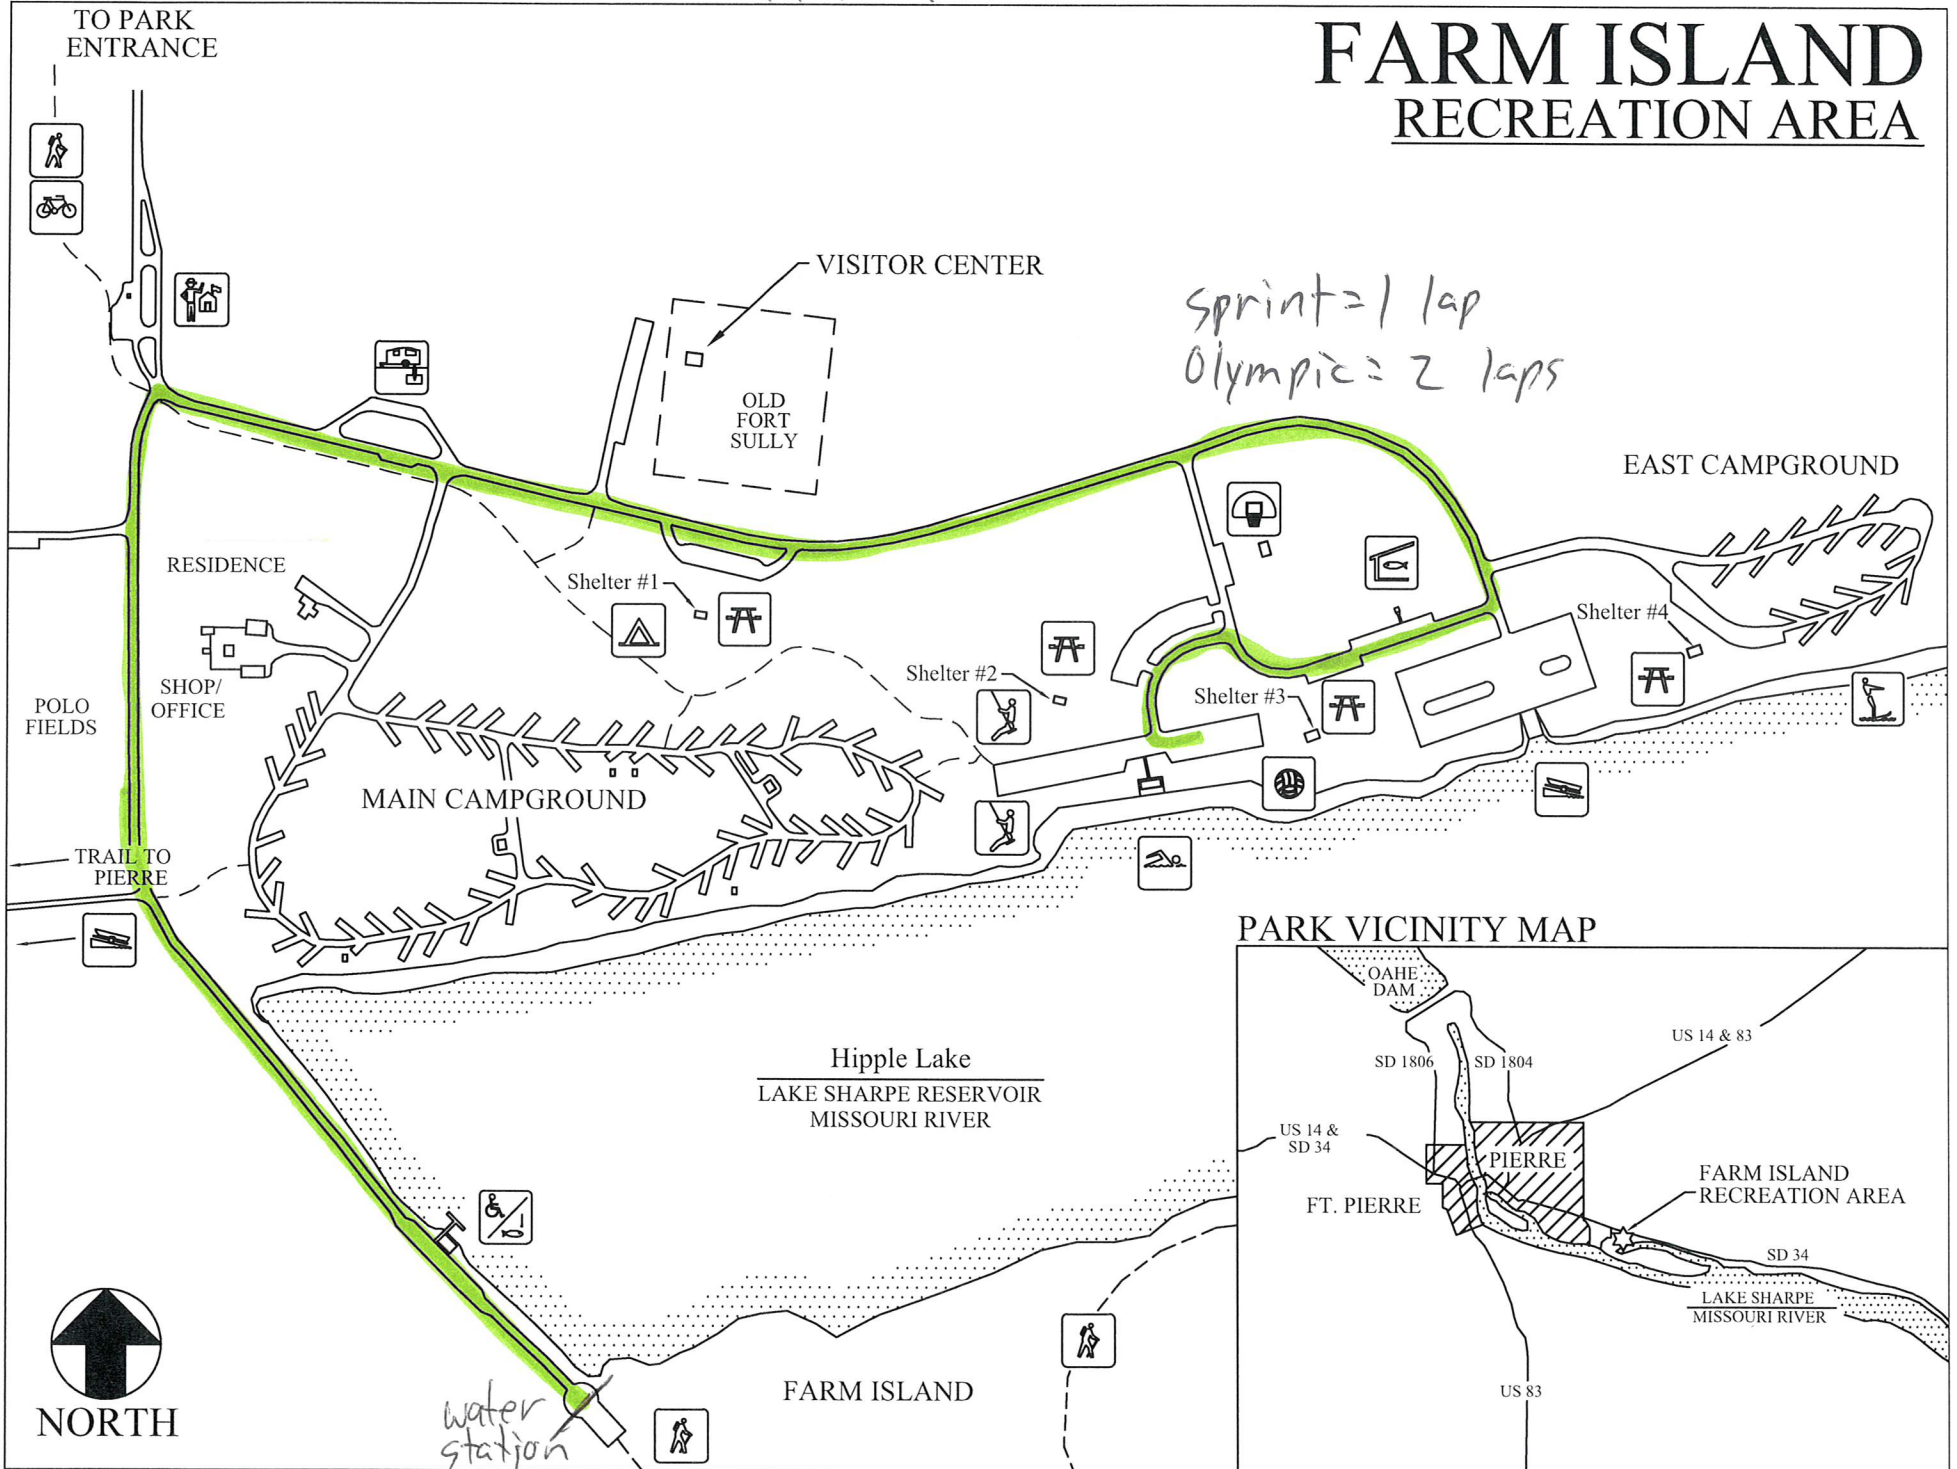 TO PARK
ENTRANCE
FARM ISLAND
RECREATION AREA
VISITOR CENTER
sprint = 1 lap
Olympic = 2 laps
OLD
FORT
SULLY
EAST CAMPGROUND
RESIDENCE
Shelter #1
Shelter #4
Shelter #2
Shelter #3
SHOP/
OFFICE
POLO
FIELDS
MAIN CAMPGROUND
TRAIL TO
PIERRE
Hipple Lake
LAKE SHARPE RESERVOIR
MISSOURI RIVER
FARM ISLAND
water
station
NORTH
PARK VICINITY MAP
OAHE
DAM
SD 1806
SD 1804
US 14 & 83
US 14 &
SD 34
PIERRE
FT. PIERRE
FARM ISLAND
RECREATION AREA
SD 34
LAKE SHARPE
MISSOURI RIVER
US 83